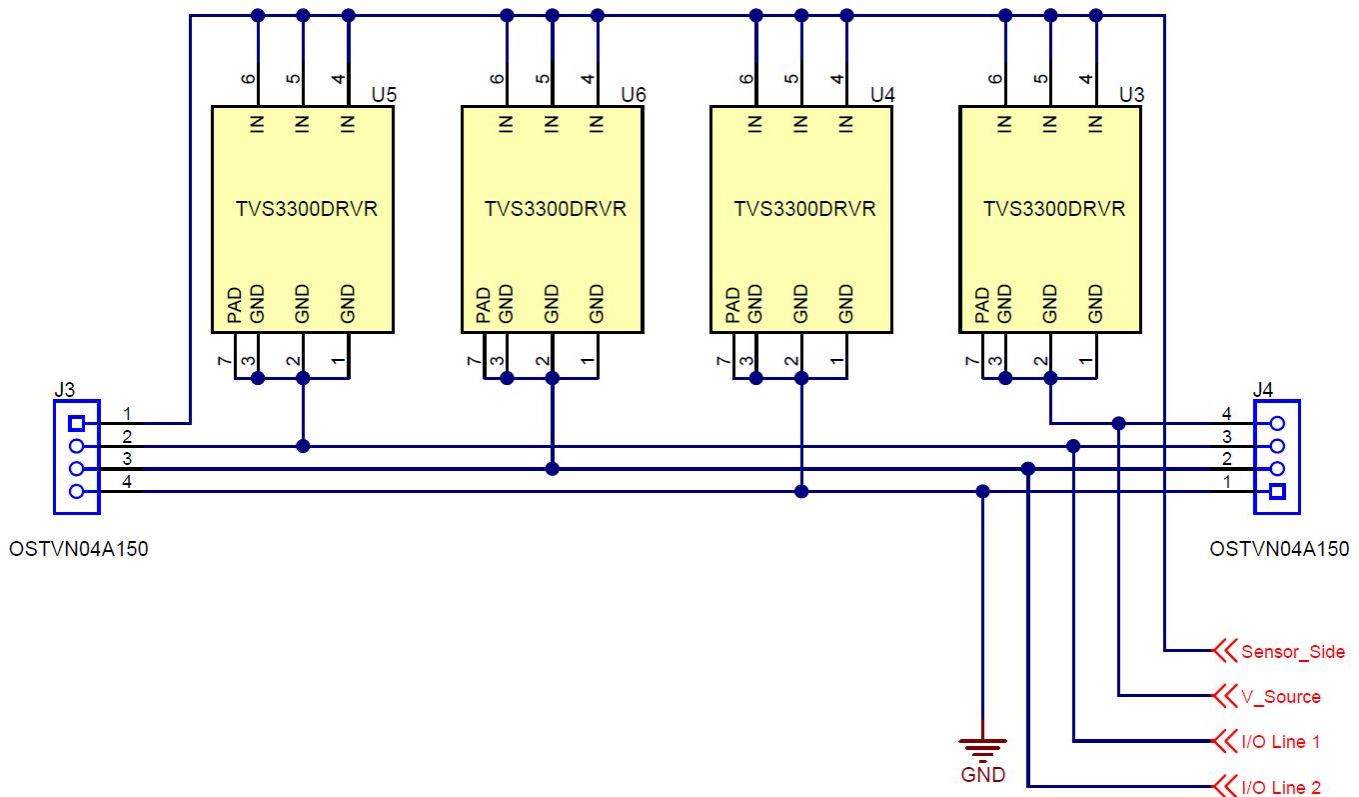 6 5 4 U5
IN IN IN
TVS3300DRVR
PAD GND GND GND
7 3 2 1
6 5 4 U6
IN IN IN
TVS3300DRVR
PAD GND GND GND
7 3 2 1
6 5 4 U4
IN IN IN
TVS3300DRVR
PAD GND GND GND
7 3 2 1
6 5 4 U3
IN IN IN
TVS3300DRVR
PAD GND GND GND
7 3 2 1
J3
1
2
3
4
OSTVN04A150
J4
4
3
2
1
OSTVN04A150
Sensor_Side
V_Source
I/O Line 1
I/O Line 2
GND